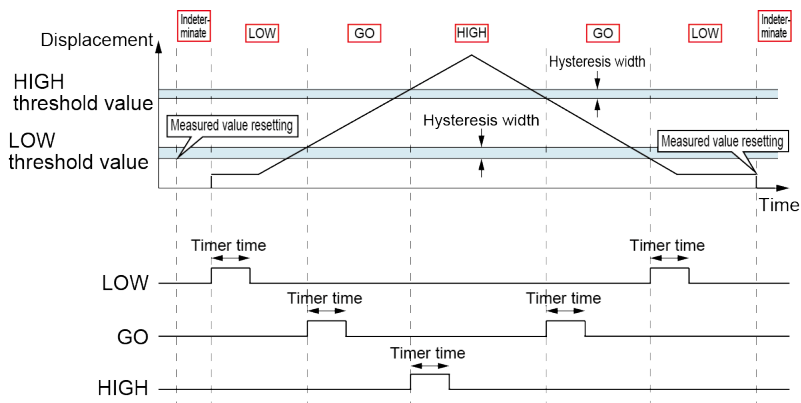 Indeter-
minate
LOW
GO
HIGH
GO
LOW
Indeter-
minate
Displacement
HIGH
threshold value
Hysteresis width
Measured value resetting
Hysteresis width
Measured value resetting
LOW
threshold value
Time
Timer time
Timer time
LOW
Timer time
Timer time
GO
Timer time
HIGH